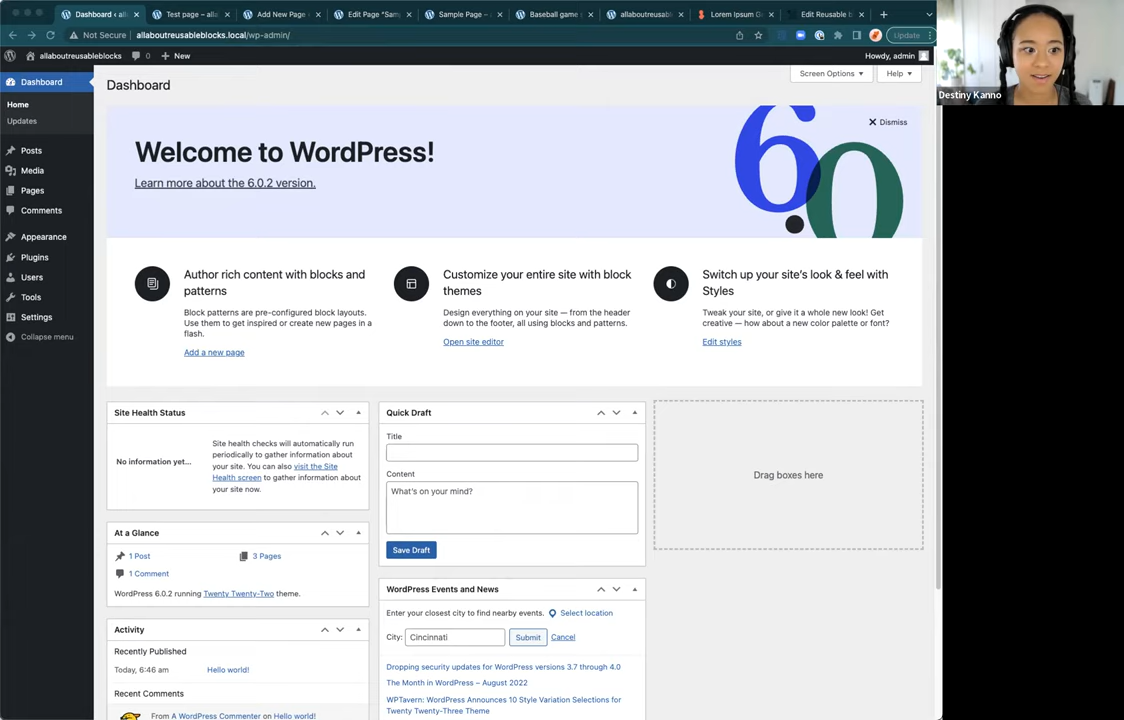 Dashboard ‹ alla
Test page – alla
Add New Page
Edit Page "Sam
Sample Page –
Baseball game
allaboutreusabl
Lorem Ipsum G
Edit Reusable b
Not Secure
allaboutreusableblocks.local/wp-admin/
Update
allaboutreusableblocks
0
New
Howdy, admin
Destiny Kanno
Screen Options
Help
Dashboard
Home
Updates
Posts
Media
Pages
Comments
Appearance
Plugins
Users
Tools
Settings
Collapse menu
Dashboard
Dismiss
Welcome to WordPress!
Learn more about the 6.0.2 version.
6.0
Author rich content with blocks and
patterns
Block patterns are pre-configured block layouts.
Use them to get inspired or create new pages in a
flash.
Add a new page
Customize your entire site with block
themes
Design everything on your site — from the header
down to the footer, all using blocks and patterns.
Open site editor
Switch up your site's look & feel with
Styles
Tweak your site, or give it a whole new look! Get
creative — how about a new color palette or font?
Edit styles
Site Health Status
No information yet...
Site health checks will automatically run
periodically to gather information about
your site. You can also visit the Site
Health screen to gather information about
your site now.
At a Glance
1 Post
3 Pages
1 Comment
WordPress 6.0.2 running Twenty Twenty-Two theme.
Activity
Recently Published
Today, 6:46 am
Hello world!
Recent Comments
From A WordPress Commenter on Hello world!
Quick Draft
Title
Content
What's on your mind?
Save Draft
WordPress Events and News
Enter your closest city to find nearby events.
Select location
City:
Cincinnati
Submit
Cancel
Dropping security updates for WordPress versions 3.7 through 4.0
The Month in WordPress – August 2022
WPTavern: WordPress Announces 10 Style Variation Selections for
Twenty Twenty-Three Theme
Drag boxes here